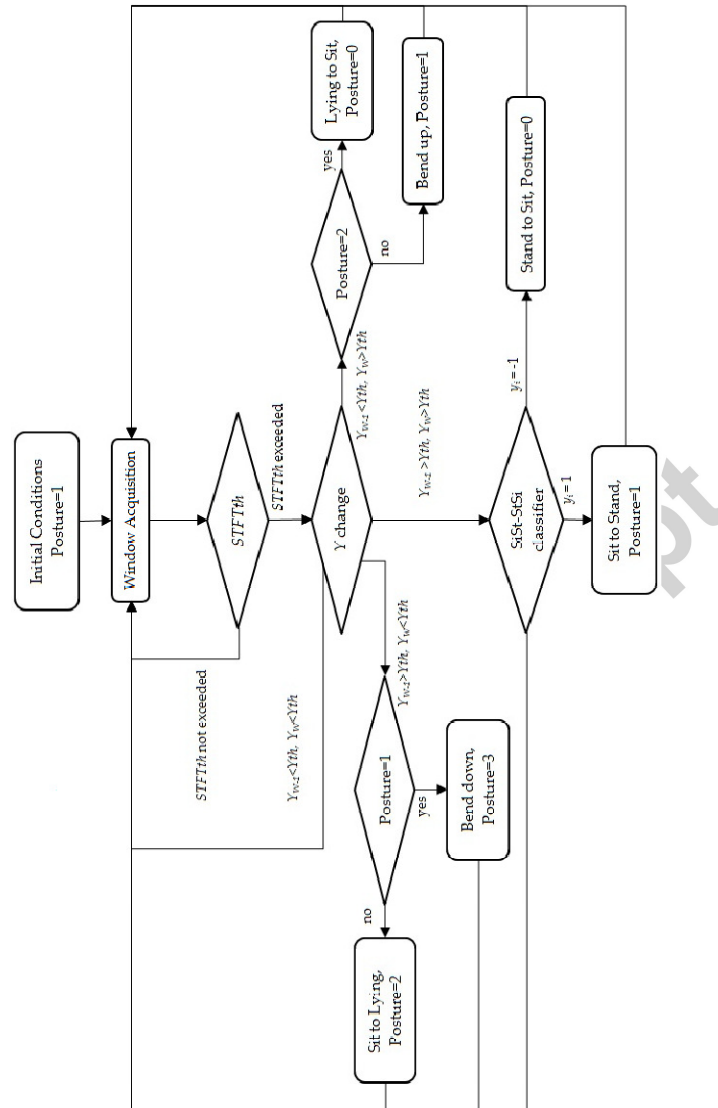 Initial Conditions
Posture=1
Window Acquisition
STFTth
STFTth not exceeded
STFTth exceeded
Y change
Yw-1<Yth, Yw<Yth
Yw-1<Yth, Yw>Yth
Posture=2
yes
Lying to Sit,
Posture=0
no
Bend up, Posture=1
Yw-1>Yth, Yw<Yth
Posture=1
no
Sit to Lying,
Posture=2
yes
Bend down,
Posture=3
Yw-1 >Yth, Yw>Yth
SiSt-StSi
classifier
yi = -1
Stand to Sit, Posture=0
yi = 1
Sit to Stand,
Posture=1
pt